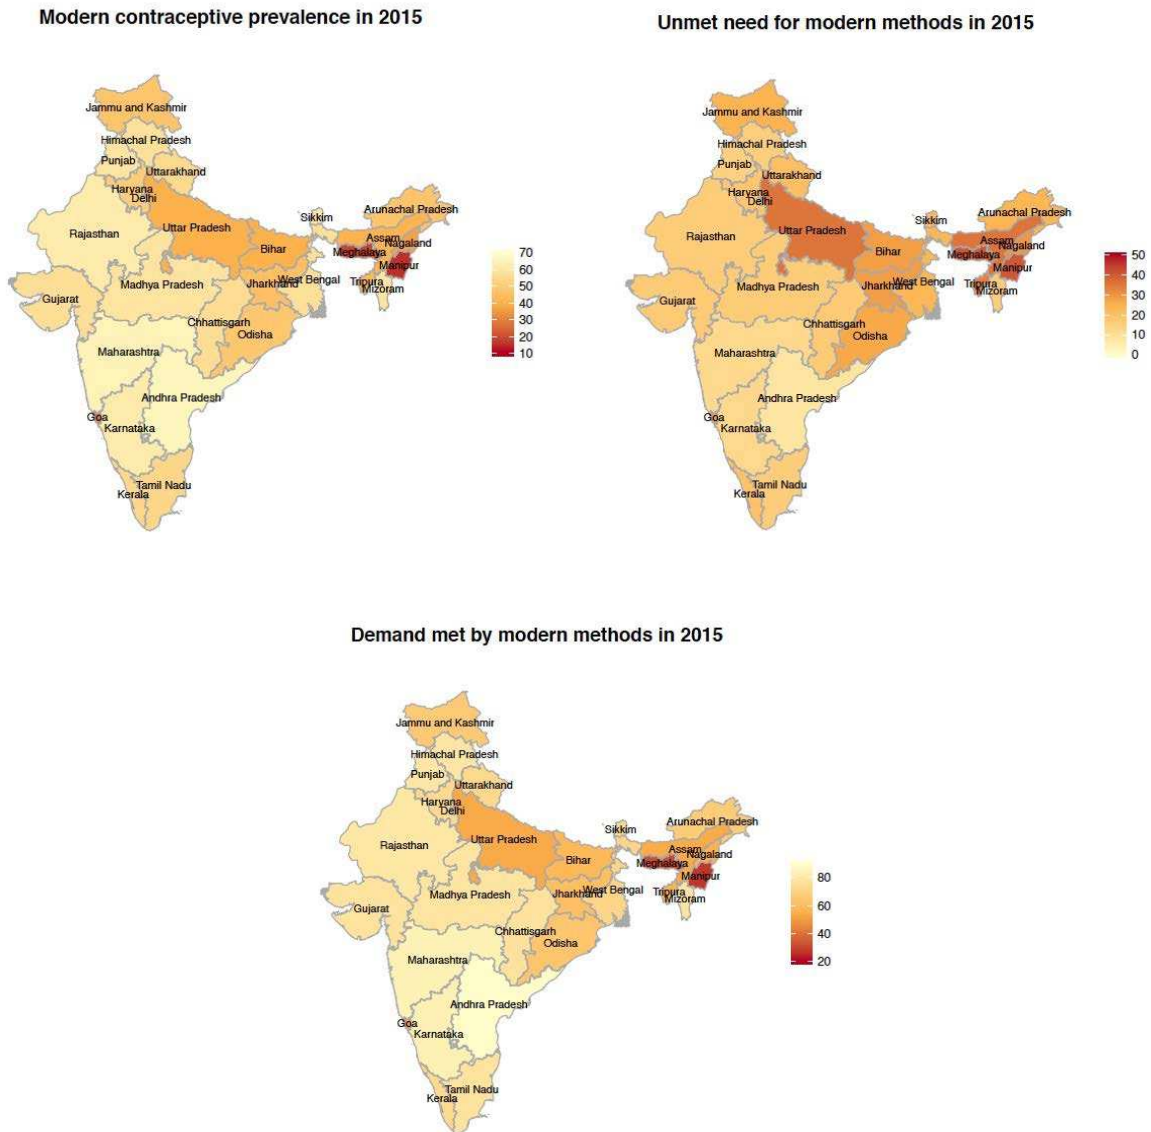 Modern contraceptive prevalence in 2015
Jammu and Kashmir
Himachal Pradesh
Punjab
Uttarakhand
Haryana
Delhi
Rajasthan
Uttar Pradesh
Bihar
Sikkim
Arunachal Pradesh
Assam
Nagaland
Meghalaya
Manipur
Tripura
Mizoram
West Bengal
Jharkhand
Gujarat
Madhya Pradesh
Chhattisgarh
Odisha
Maharashtra
Andhra Pradesh
Goa
Karnataka
Tamil Nadu
Kerala
70
60
50
40
30
20
10
Unmet need for modern methods in 2015
Jammu and Kashmir
Himachal Pradesh
Punjab
Uttarakhand
Haryana
Delhi
Rajasthan
Uttar Pradesh
Bihar
Sikkim
Arunachal Pradesh
Assam
Nagaland
Meghalaya
Manipur
Tripura
Mizoram
West Bengal
Jharkhand
Gujarat
Madhya Pradesh
Chhattisgarh
Odisha
Maharashtra
Andhra Pradesh
Goa
Karnataka
Tamil Nadu
Kerala
50
40
30
20
10
0
Demand met by modern methods in 2015
Jammu and Kashmir
Himachal Pradesh
Punjab
Uttarakhand
Haryana
Delhi
Rajasthan
Uttar Pradesh
Bihar
Sikkim
Arunachal Pradesh
Assam
Nagaland
Meghalaya
Manipur
Tripura
Mizoram
West Bengal
Jharkhand
Gujarat
Madhya Pradesh
Chhattisgarh
Odisha
Maharashtra
Andhra Pradesh
Goa
Karnataka
Tamil Nadu
Kerala
80
60
40
20